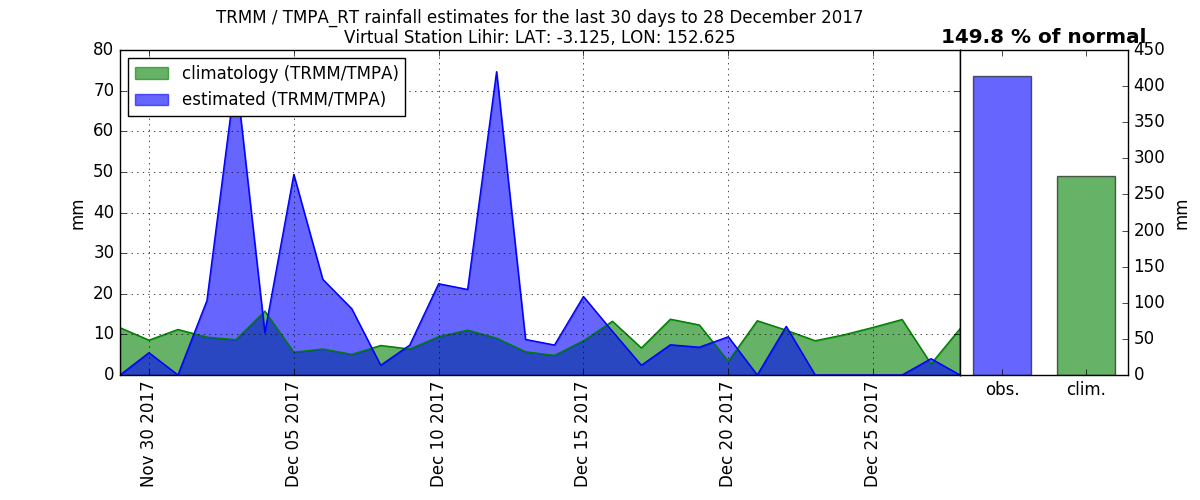 TRMM / TMPA_RT rainfall estimates for the last 30 days to 28 December 2017
Virtual Station Lihir: LAT: -3.125, LON: 152.625
149.8 % of normal
climatology (TRMM/TMPA)
estimated (TRMM/TMPA)
mm
80
70
60
50
40
30
20
10
0
Nov 30 2017
Dec 05 2017
Dec 10 2017
Dec 15 2017
Dec 20 2017
Dec 25 2017
obs.
clim.
450
400
350
300
250
200
150
100
50
0
mm